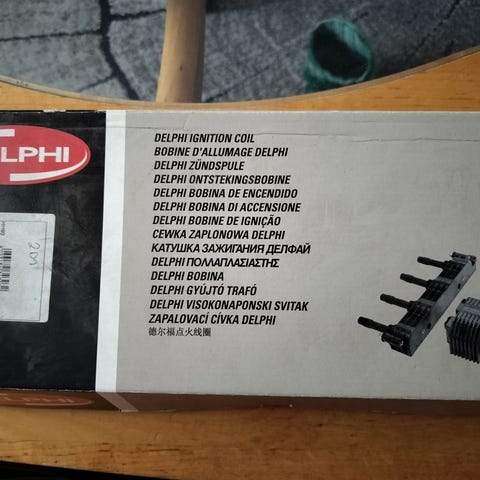 LPHI
DELPHI IGNITION COIL
BOBINE D'ALLUMAGE DELPHI
DELPHI ZÜNDSPULE
DELPHI ONTSTEKINGSBOBINE
DELPHI BOBINA DE ENCENDIDO
DELPHI BOBINA DI ACCENSIONE
DELPHI BOBINE DE IGNIÇÃO
CEWKA ZAPLONOWA DELPHI
КАТУШКА ЗАЖИГАНИЯ ДЕЛФАЙ
DELPHI ΠΟΛΛΑΠΛΑΣΙΑΣΤΗΣ
DELPHI BOBINA
DELPHI GYÚJTÓ TRAFÓ
DELPHI VISOKONAPONSKI SVITAK
ZAPALOVACÍ CÍVKA DELPHI
德尔福点火线圈